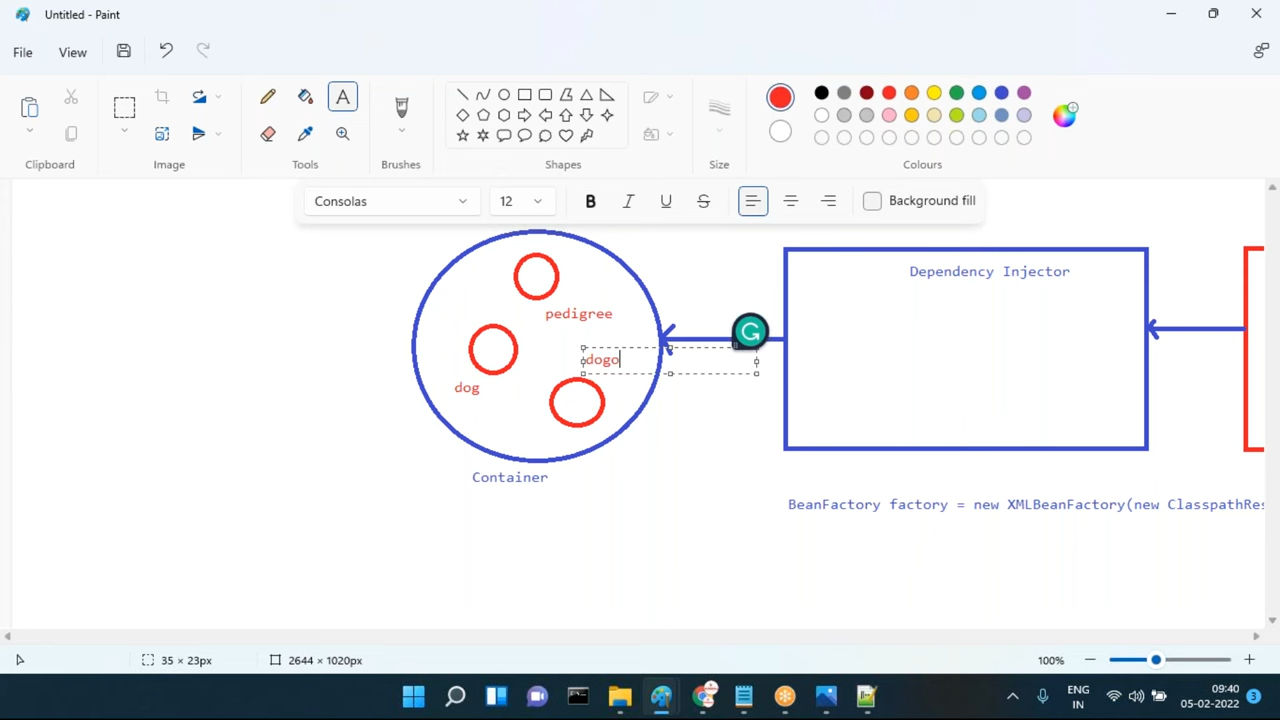 Untitled - Paint
File
View
Clipboard
Image
A
Tools
Brushes
Shapes
Size
Colours
Consolas
12
B
I
U
S
Background fill
Dependency Injector
pedigree
dogo
dog
Container
BeanFactory factory = new XMLBeanFactory(new ClasspathRes
35 × 23px
2644 × 1020px
100%
ENG
IN
09:40
05-02-2022
3